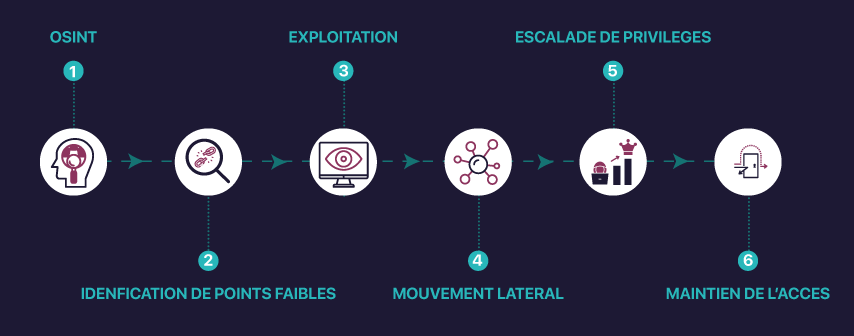 OSINT
1
2
IDENFICATION DE POINTS FAIBLES
EXPLOITATION
3
4
MOUVEMENT LATERAL
ESCALADE DE PRIVILEGES
5
6
MAINTIEN DE L’ACCES